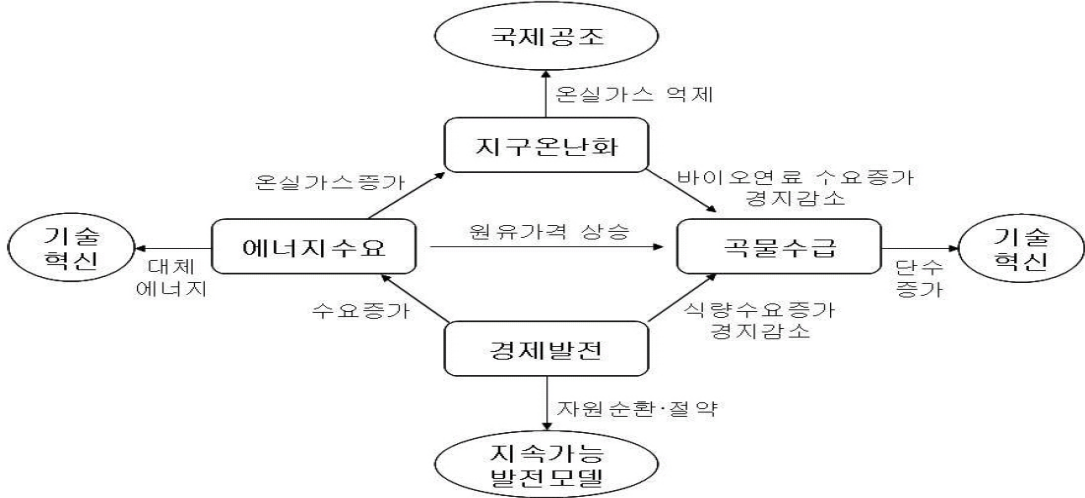 국제공조
온실가스 억제
지구온난화
온실가스증가
바이오연료 수요증가
경지감소
기술
혁신
대체
에너지
에너지수요
원유가격 상승
곡물수급
단수
증가
기술
혁신
수요증가
식량수요증가
경지감소
경제발전
자원순환·절약
지속가능
발전모델